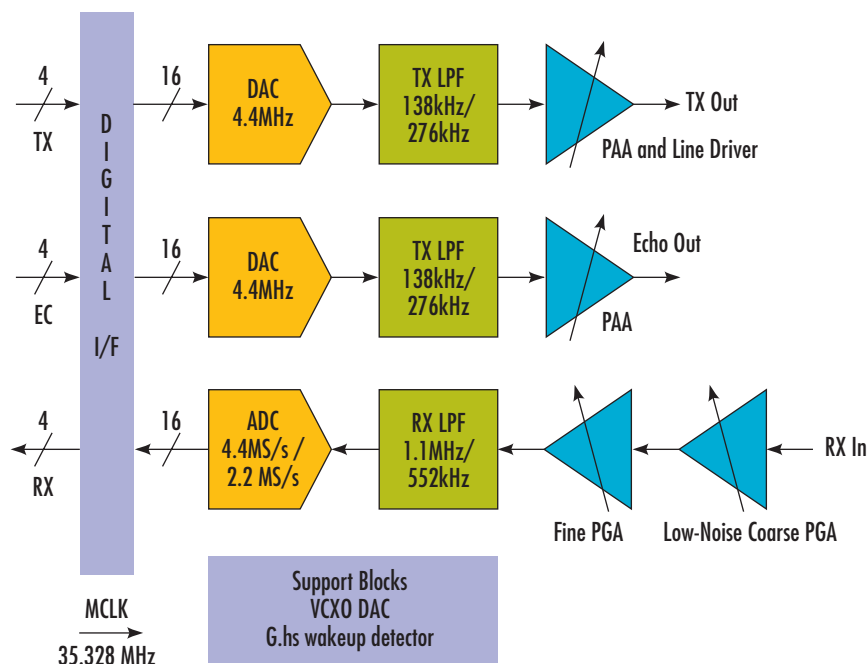 4
TX
DIGITAL I/F
16
DAC
4.4MHz
TX LPF
138kHz/
276kHz
TX Out
PAA and Line Driver
4
EC
16
DAC
4.4MHz
TX LPF
138kHz/
276kHz
Echo Out
PAA
4
RX
16
ADC
4.4MS/s /
2.2 MS/s
RX LPF
1.1MHz/
552kHz
Fine PGA
Low-Noise Coarse PGA
RX In
MCLK
35.328 MHz
Support Blocks
VCXO DAC
G.hs wakeup detector